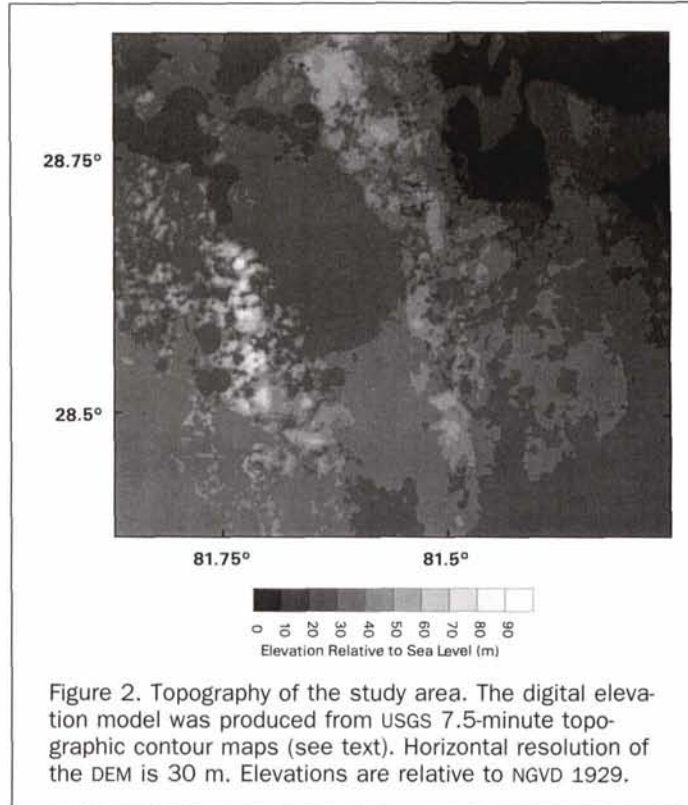 28.75°
28.5°
81.75°
81.5°
0 10 20 30 40 50 60 70 80 90
Elevation Relative to Sea Level (m)
Figure 2. Topography of the study area. The digital eleva-
tion model was produced from USGS 7.5-minute topo-
graphic contour maps (see text). Horizontal resolution of
the DEM is 30 m. Elevations are relative to NGVD 1929.